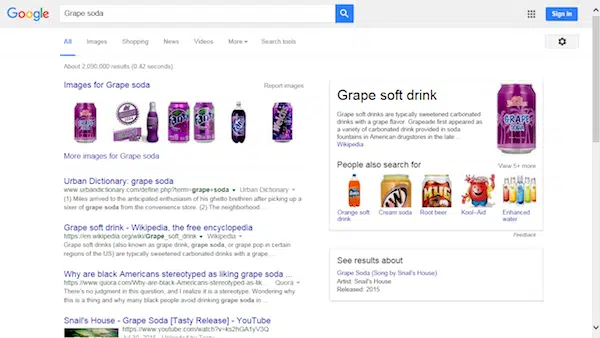 Google
Grape soda
Sign in
All Images Shopping News Videos More Search tools
About 2,090,000 results (0.42 seconds)
Images for Grape soda
Report images
More images for Grape soda
Urban Dictionary: grape soda
www.urbandictionary.com/define.php?term=grape+soda Urban Dictionary
(1) Miles arrived to the anticipated enthusiasm of his ghetto brethren after picking up a
sixer of grape soda from the convenience store. (2) The neighborhood
Grape soft drink - Wikipedia, the free encyclopedia
https://en.wikipedia.org/wiki/Grape_soft_drink Wikipedia
Grape soft drinks (also known as grape drink, grape soda, or grape pop in certain
regions of the US) are typically sweetened carbonated drinks with a grape...
Why are black Americans stereotyped as liking grape soda ...
https://www.quora.com/Why-are-black-Americans-stereotyped-as-lik... Quora
There's no judgment in this question, and I realize it is a stereotype. Wondering why
this is a thing and why many black people avoid drinking grape soda in ...
Snail's House - Grape Soda [Tasty Release] - YouTube
https://www.youtube.com/watch?v=ks2hGA1yV3Q
Grape soft drink
Grape soft drinks are typically sweetened carbonated
drinks with a grape flavor. Grapeade first appeared
as a variety of carbonated drink provided in soda
fountains in American drugstores in the late...
Wikipedia
GRAPE
SODA
People also search for
View 5+ more
Orange soft drink
Cream soda
Root beer
Kool-Aid
Enhanced water
Feedback
See results about
Grape Soda (Song by Snail's House)
Artist: Snail's House
Released: 2015